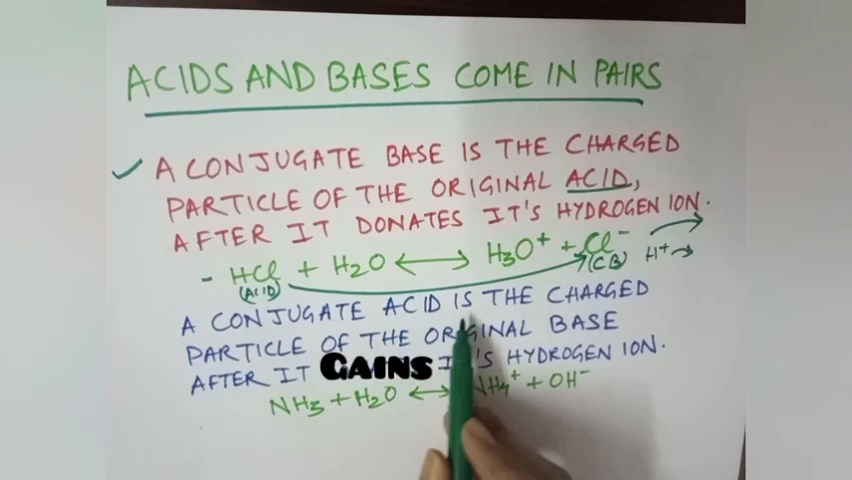 ACIDS AND BASES COME IN PAIRS
✓ A CONJUGATE BASE IS THE CHARGED
PARTICLE OF THE ORIGINAL ACID,
AFTER IT DONATES IT'S HYDROGEN ION.
- HCl + H2O ⟷ H3O+ + Cl-
(ACID) (CB) H+→
A CONJUGATE ACID IS THE CHARGED
PARTICLE OF THE ORIGINAL BASE
AFTER IT GAINS IT'S HYDROGEN ION.
NH3 + H2O ⟷ NH4+ + OH-